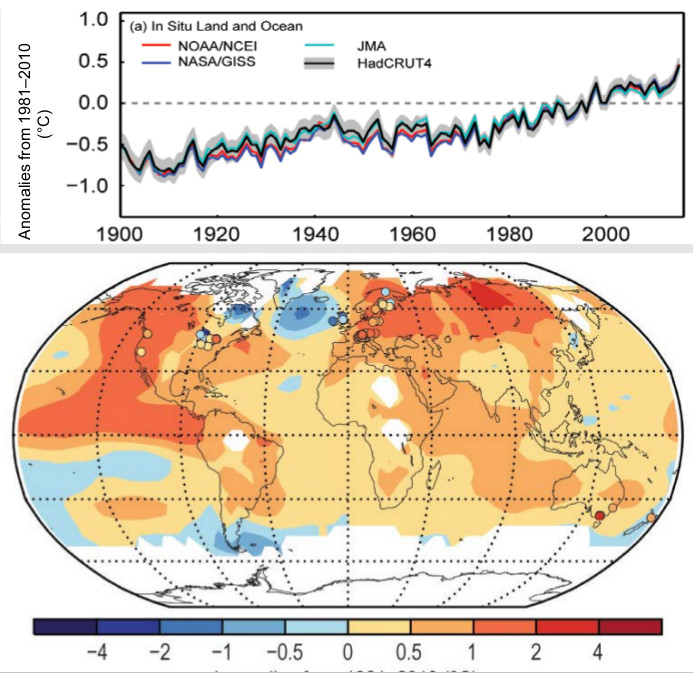 (a) In Situ Land and Ocean
NOAA/NCEI
JMA
NASA/GISS
HadCRUT4
Anomalies from 1981–2010
(°C)
1.0
0.5
0.0
−0.5
−1.0
1900 1920 1940 1960 1980 2000
−4 −2 −1 −0.5 0 0.5 1 2 4